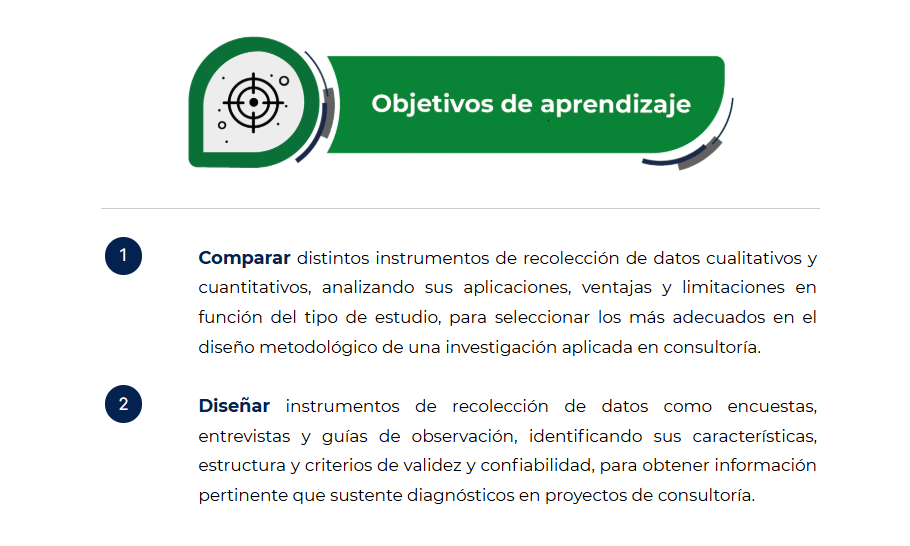 Objetivos de aprendizaje
1
Comparar distintos instrumentos de recolección de datos cualitativos y
cuantitativos, analizando sus aplicaciones, ventajas y limitaciones en
función del tipo de estudio, para seleccionar los más adecuados en el
diseño metodológico de una investigación aplicada en consultoría.
2
Diseñar instrumentos de recolección de datos como encuestas,
entrevistas y guías de observación, identificando sus características,
estructura y criterios de validez y confiabilidad, para obtener información
pertinente que sustente diagnósticos en proyectos de consultoría.